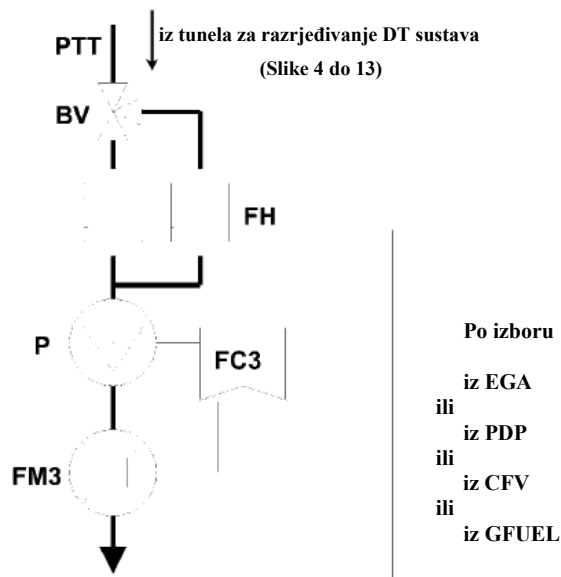 iz tunela za razrjeđivanje DT sustava
PTT
(Slike 4 do 13)
BV
FH
Po izboru
P
FC3
iz EGA
ili
iz PDP
ili
FM3
iz CFV
ili
iz GFUEL